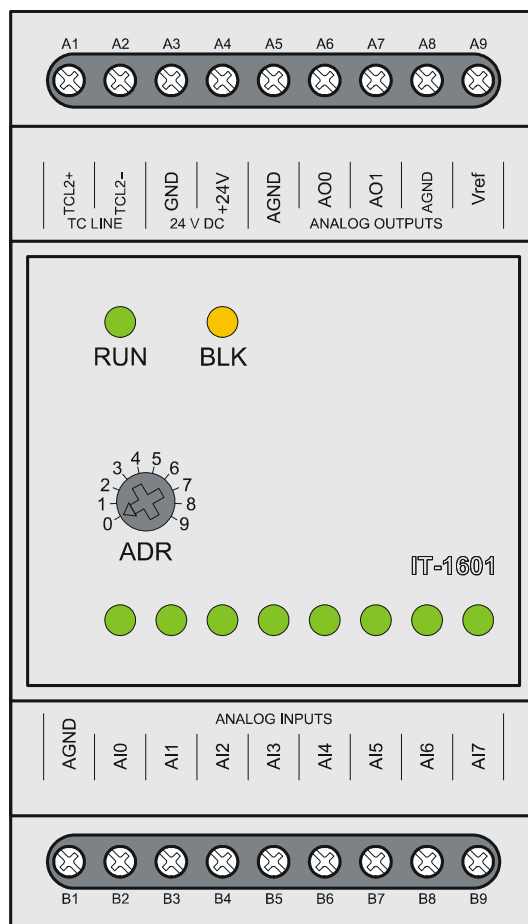 A1 A2 A3 A4 A5 A6 A7 A8 A9
TCL2+ TCL2− GND +24V AGND AO0 AO1 AGND Vref
TC LINE 24 V DC ANALOG OUTPUTS
RUN BLK
0 1 2 3 4 5 6 7 8 9
ADR
IT-1601
ANALOG INPUTS
AGND AI0 AI1 AI2 AI3 AI4 AI5 AI6 AI7
B1 B2 B3 B4 B5 B6 B7 B8 B9